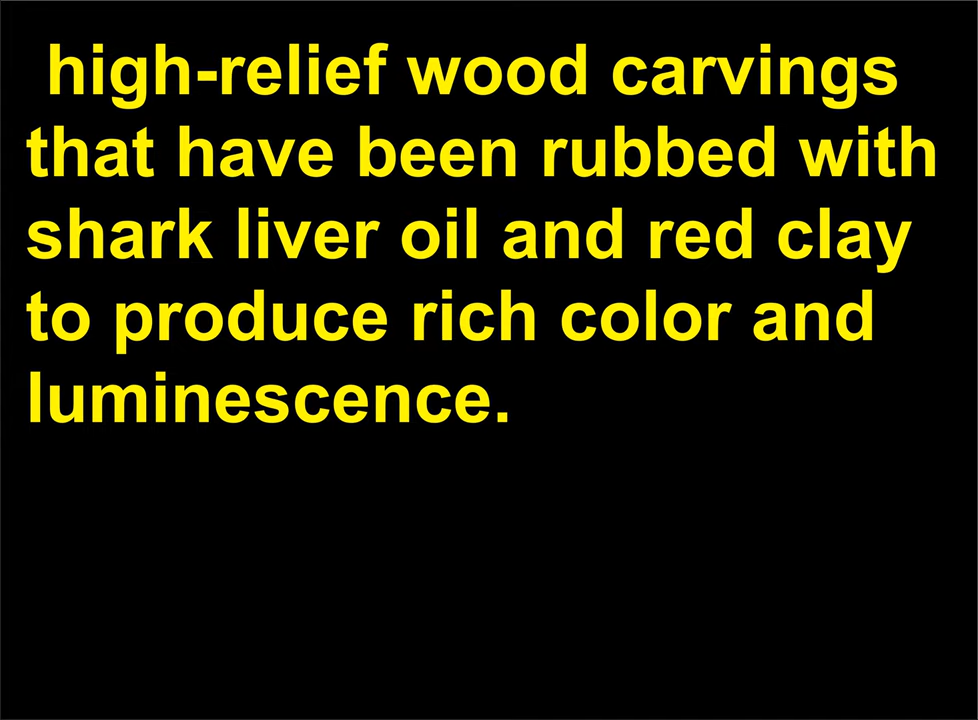 high-relief wood carvings
that have been rubbed with
shark liver oil and red clay
to produce rich color and
luminescence.